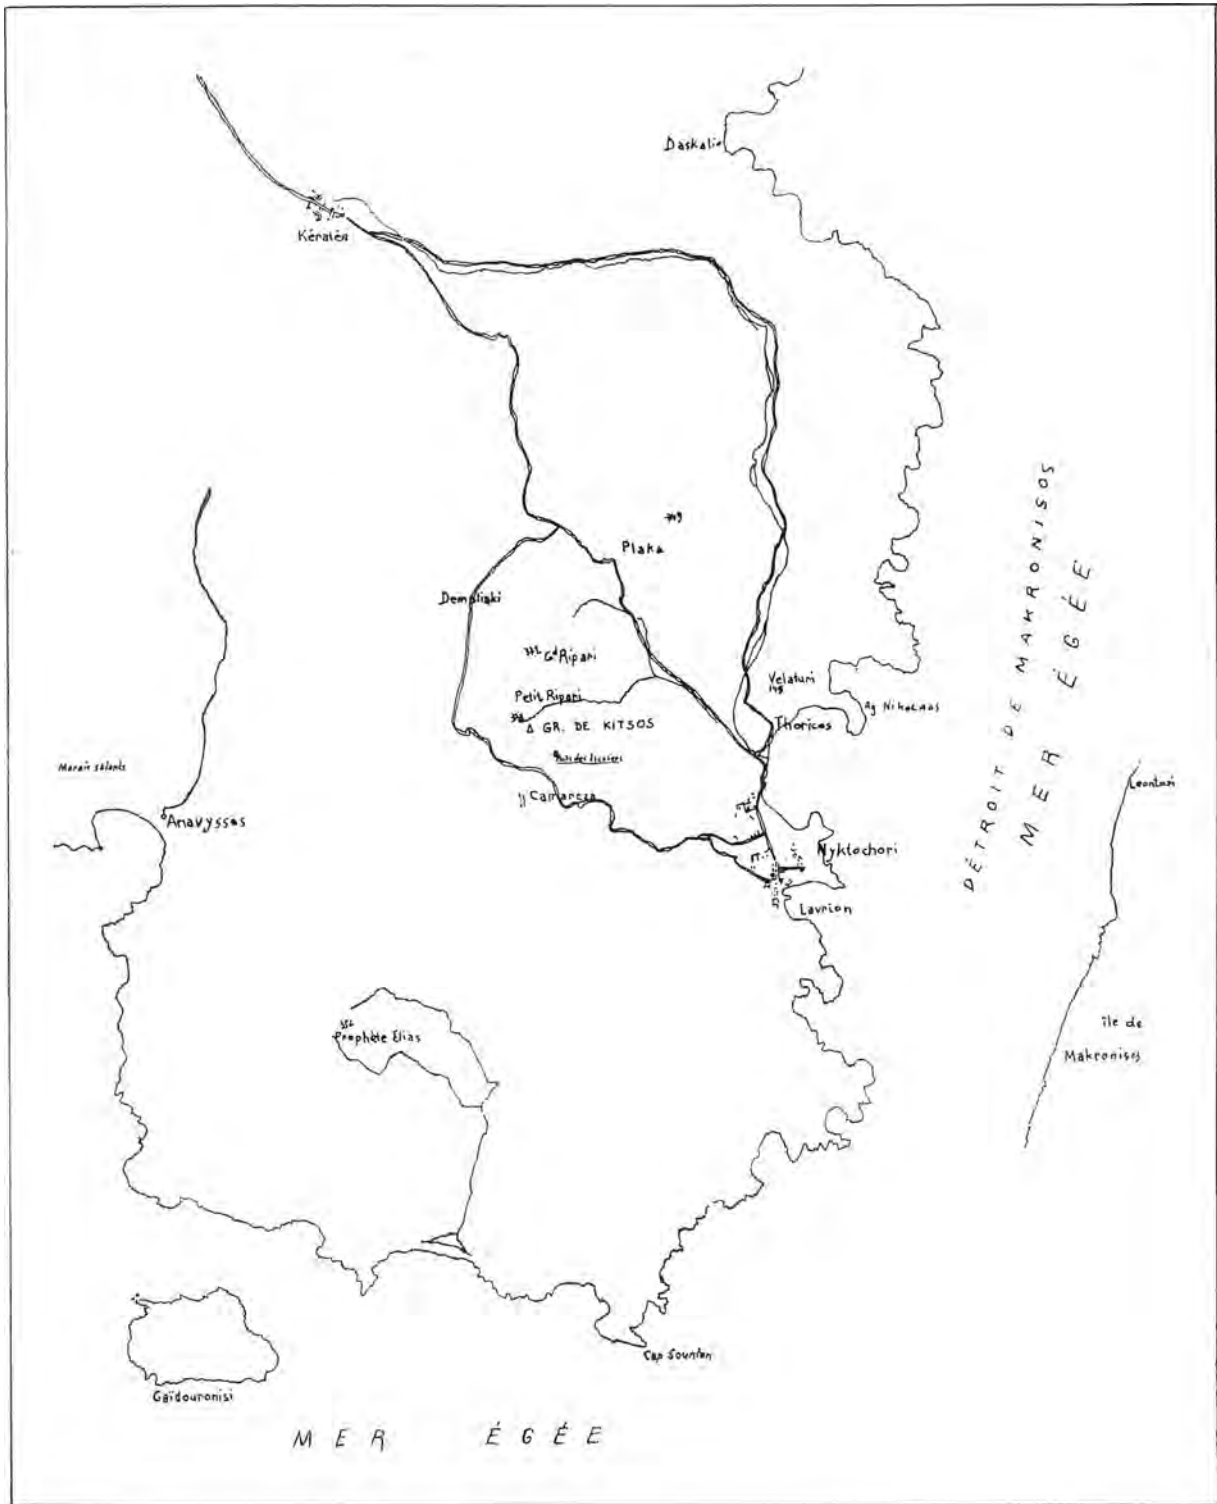 Daskalio
Kératéa
DÉTROIT DE MAKRONISOS
MER ÉGÉE
Plaka
Demoliaki
Gd Ripari
Velaturi
Petit Ripari
Ag Nikolaos
Δ GR. DE KITSOS
Thoricos
Marais salants
Camareza
Leontari
Anavyssos
Nyktochori
Lavrion
île de
Makronisos
Prophète Elias
Cap Sounion
Gaïdouronisi
MER ÉGÉE